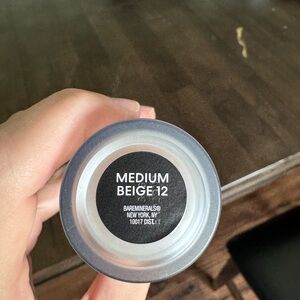 MEDIUM
BEIGE 12
BAREMINERALS®
NEW YORK, NY
10017 DIST.